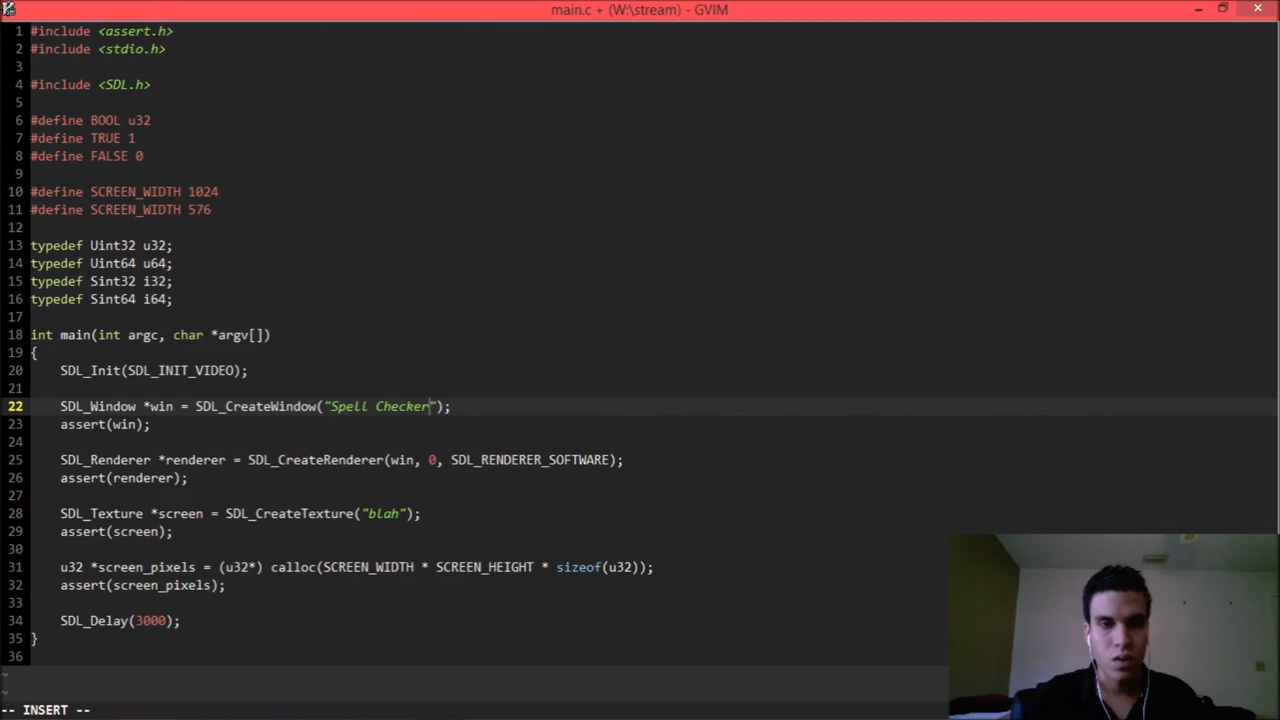 main.c + (W:\stream) - GVIM
1 #include <assert.h>
2 #include <stdio.h>
3
4 #include <SDL.h>
5
6 #define BOOL u32
7 #define TRUE 1
8 #define FALSE 0
9
10 #define SCREEN_WIDTH 1024
11 #define SCREEN_WIDTH 576
12
13 typedef Uint32 u32;
14 typedef Uint64 u64;
15 typedef Sint32 i32;
16 typedef Sint64 i64;
17
18 int main(int argc, char *argv[])
19 {
20 SDL_Init(SDL_INIT_VIDEO);
21
22 SDL_Window *win = SDL_CreateWindow("Spell Checker");
23 assert(win);
24
25 SDL_Renderer *renderer = SDL_CreateRenderer(win, 0, SDL_RENDERER_SOFTWARE);
26 assert(renderer);
27
28 SDL_Texture *screen = SDL_CreateTexture("blah");
29 assert(screen);
30
31 u32 *screen_pixels = (u32*) calloc(SCREEN_WIDTH * SCREEN_HEIGHT * sizeof(u32));
32 assert(screen_pixels);
33
34 SDL_Delay(3000);
35 }
36
~
~
-- INSERT --